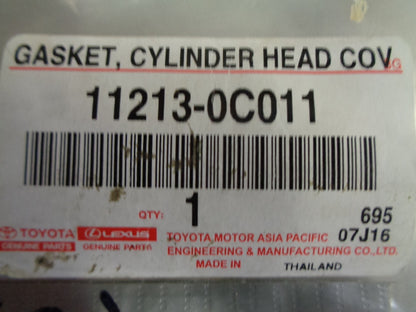 GASKET, CYLINDER HEAD COV
11213-0C011
QTY: 1
695
07J16
TOYOTA
GENUINE PARTS
LEXUS
GENUINE PARTS
TOYOTA MOTOR ASIA PACIFIC
ENGINEERING & MANUFACTURING CO.,LTD.
MADE IN THAILAND